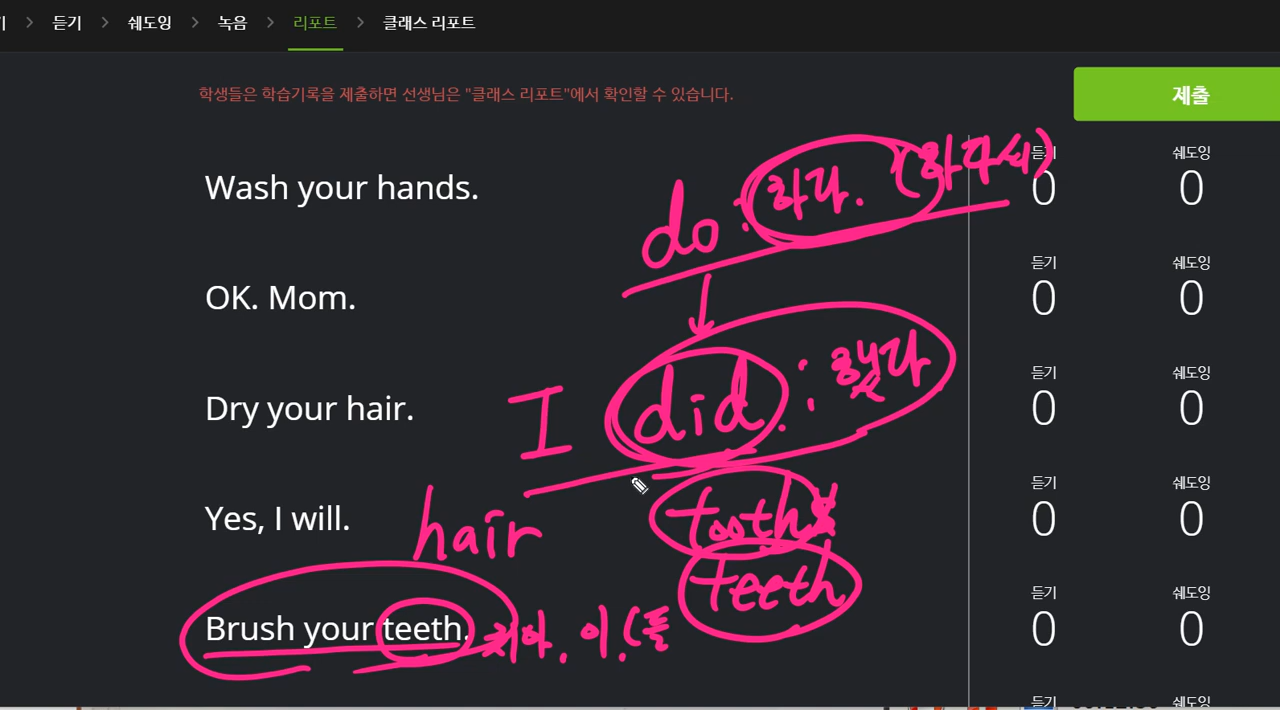 듣기 쉐도잉 녹음 리포트 클래스 리포트
학생들은 학습기록을 제출하면 선생님은 "클래스 리포트"에서 확인할 수 있습니다.
제출
Wash your hands.
do : 하다.
듣기 0
쉐도잉 0
OK. Mom.
듣기 0
쉐도잉 0
Dry your hair.
I did : 했다
듣기 0
쉐도잉 0
Yes, I will.
hair
tooth
teeth
듣기 0
쉐도잉 0
Brush your teeth.
치아. 이.(들
듣기 0
쉐도잉 0
듣기
쉐도잉